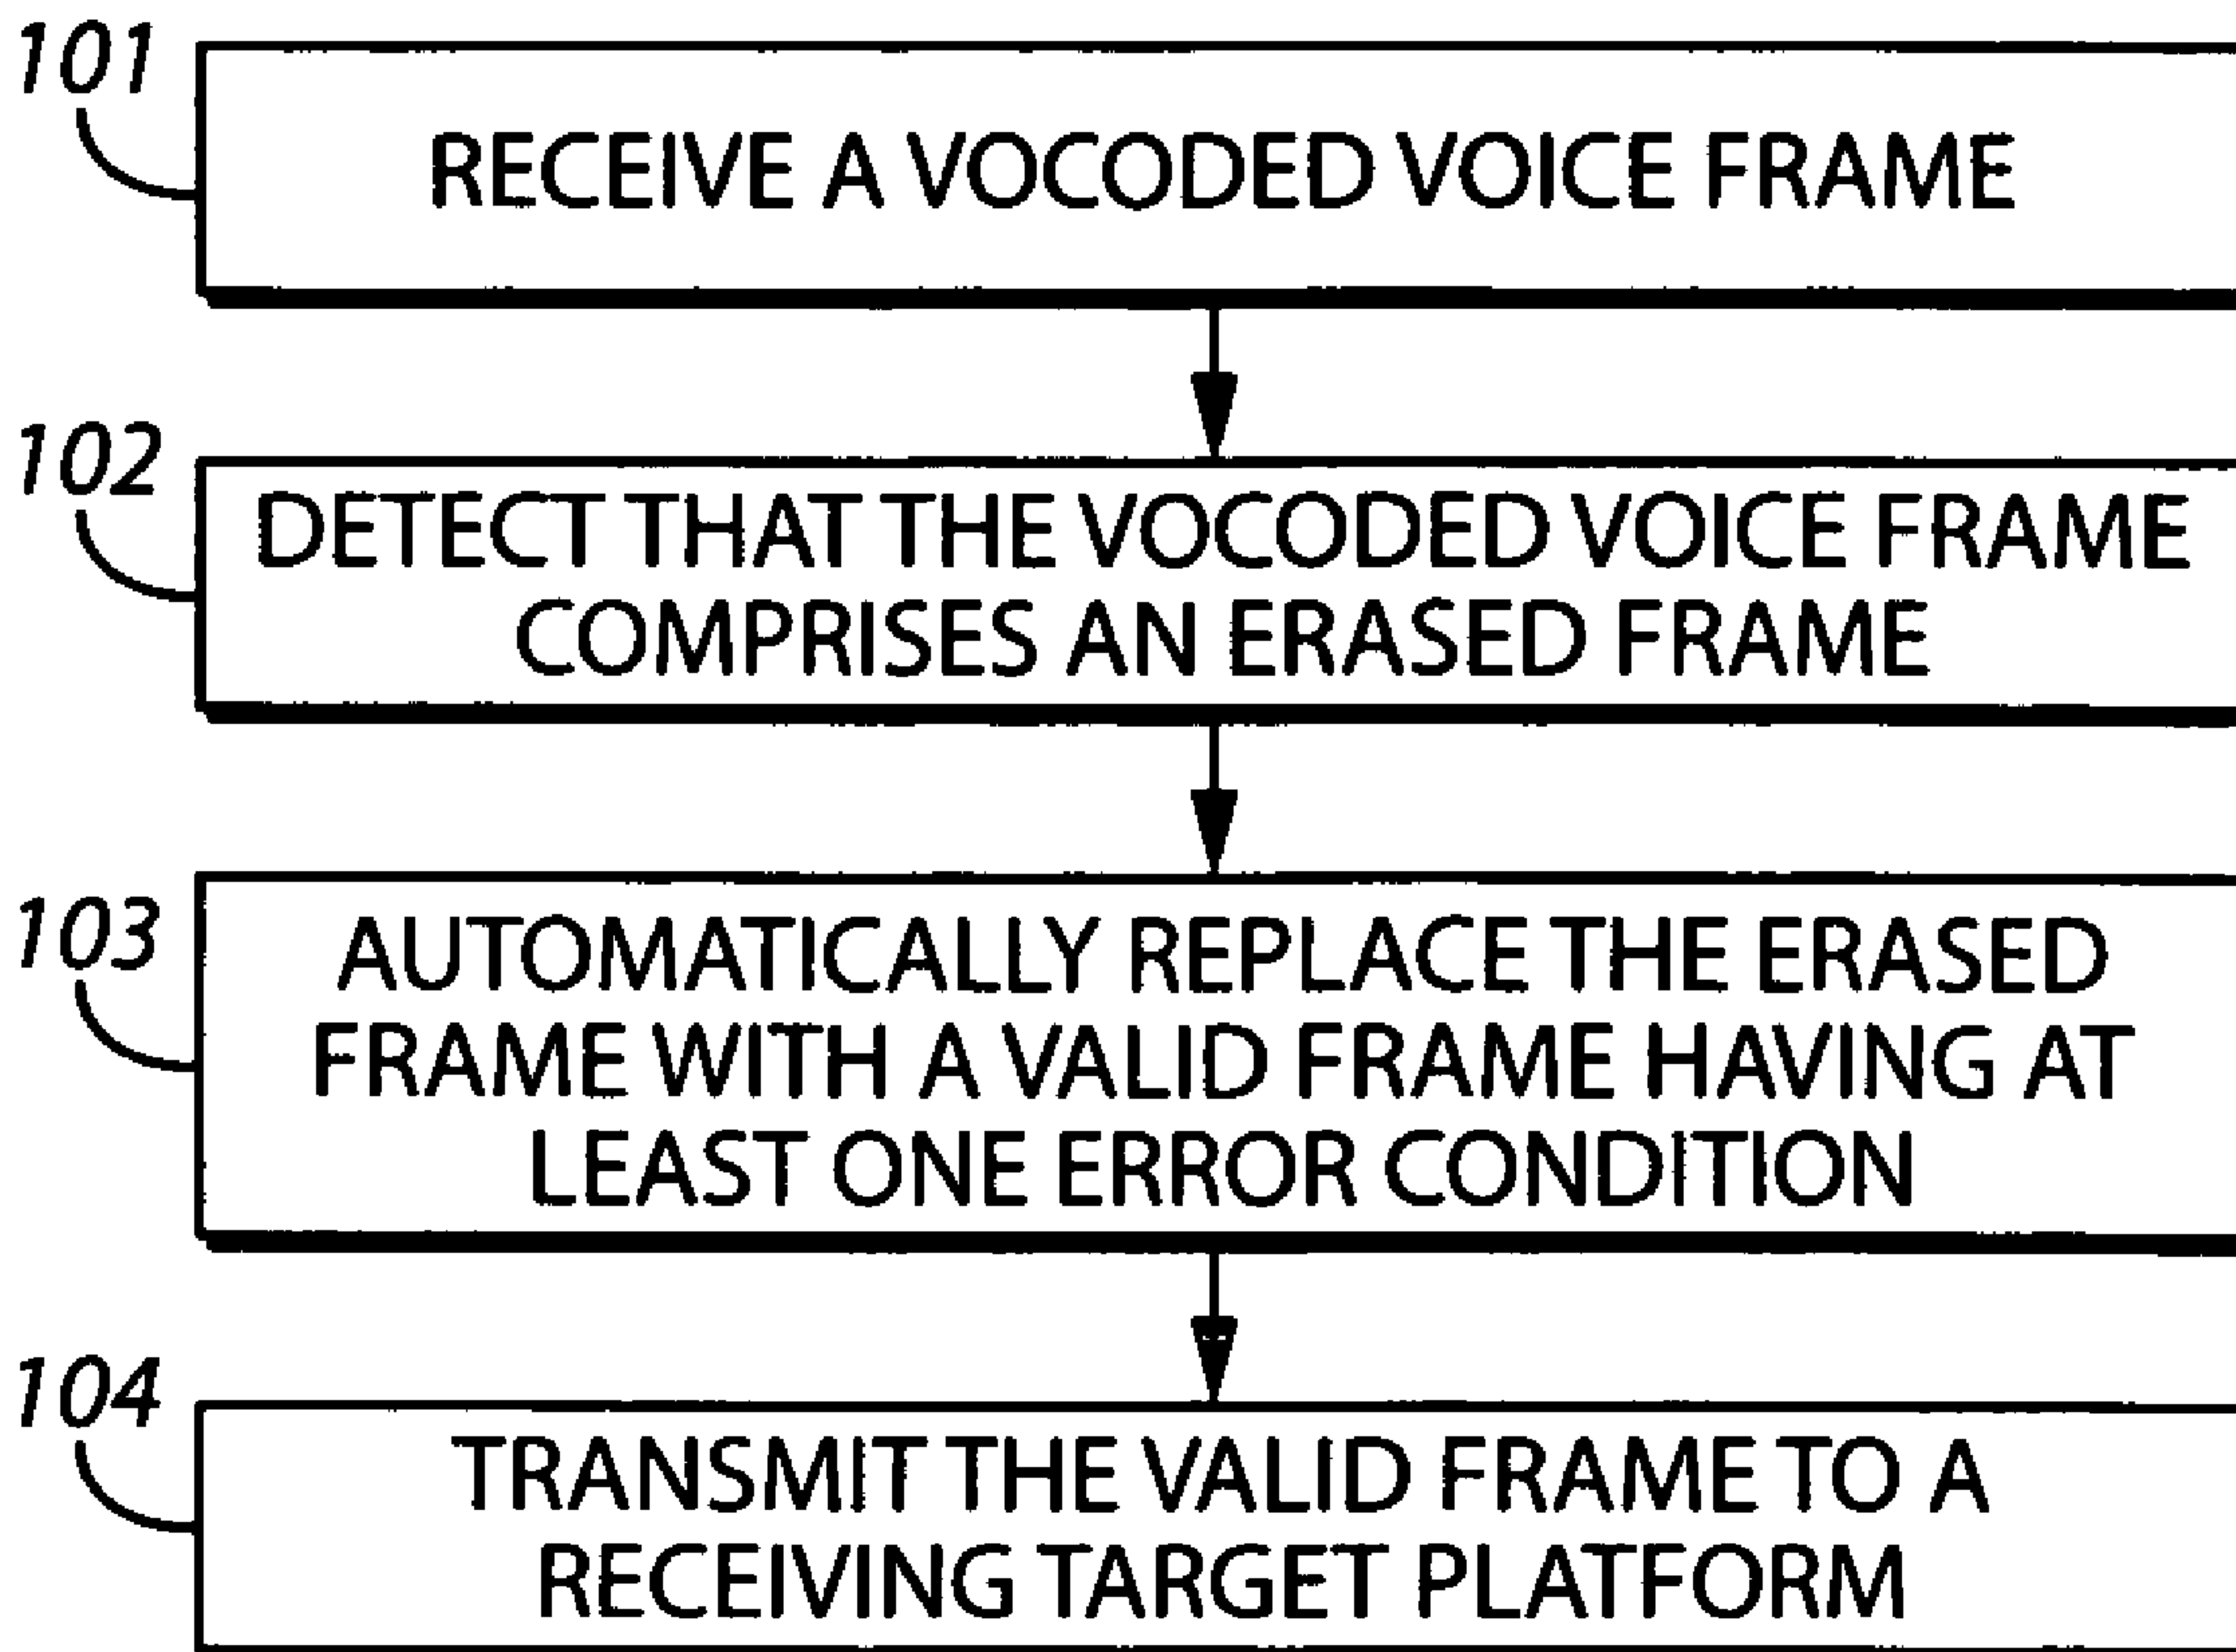 101
RECEIVE A VOCODED VOICE FRAME
102
DETECT THAT THE VOCODED VOICE FRAME
COMPRISES AN ERASED FRAME
103
AUTOMATICALLY REPLACE THE ERASED
FRAME WITH A VALID FRAME HAVING AT
LEAST ONE ERROR CONDITION
104
TRANSMIT THE VALID FRAME TO A
RECEIVING TARGET PLATFORM